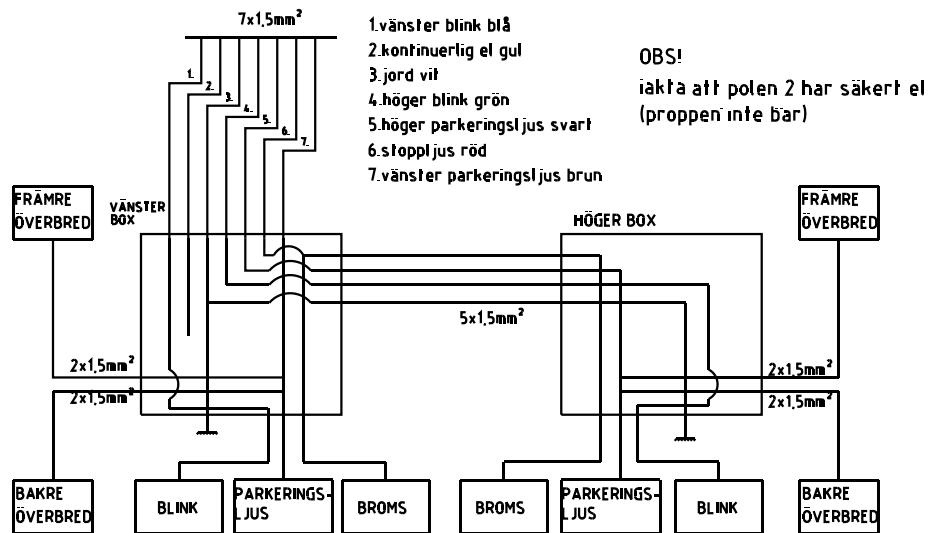 7x1,5mm²
1.vänster blink blå
2.kontinuerlig el gul
3.jord vit
4.höger blink grön
5.höger parkeringsljus svart
6.stoppljus röd
7.vänster parkeringsljus brun
OBS!
iakta att polen 2 har säkert el
(proppen inte bär)
1.
2.
3.
4.
5.
6.
7.
FRÄMRE
ÖVERBRED
VÄNSTER
BOX
HÖGER BOX
FRÄMRE
ÖVERBRED
5x1,5mm²
2x1,5mm²
2x1,5mm²
2x1,5mm²
2x1,5mm²
BAKRE
ÖVERBRED
BLINK
PARKERINGS-
LJUS
BROMS
BROMS
PARKERINGS-
LJUS
BLINK
BAKRE
ÖVERBRED